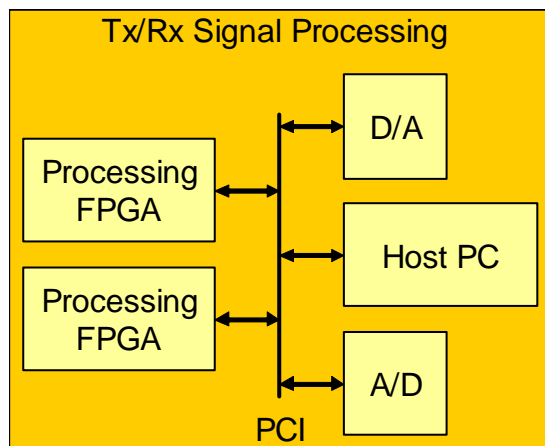 Tx/Rx Signal Processing
D/A
Processing
FPGA
Host PC
Processing
FPGA
A/D
PCI